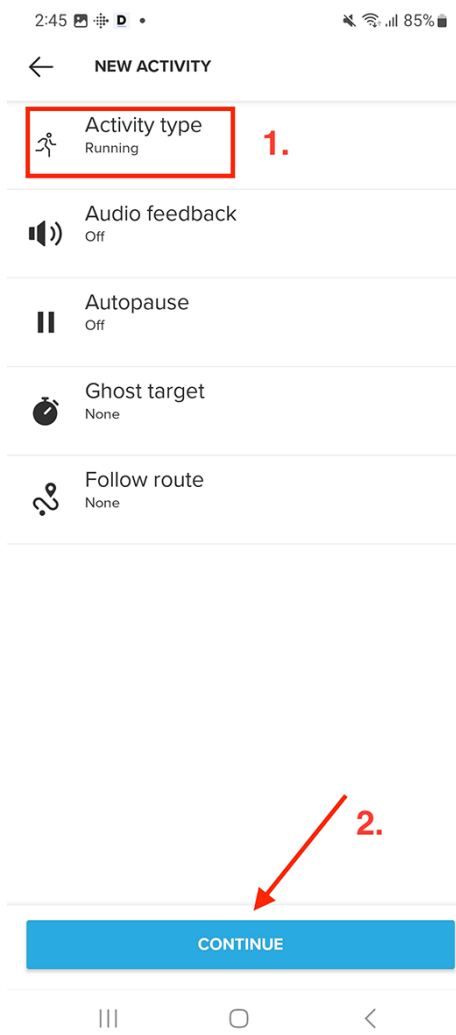 2:45 D 85%
NEW ACTIVITY
Activity type
Running
1.
Audio feedback
Off
Autopause
Off
Ghost target
None
Follow route
None
2.
CONTINUE